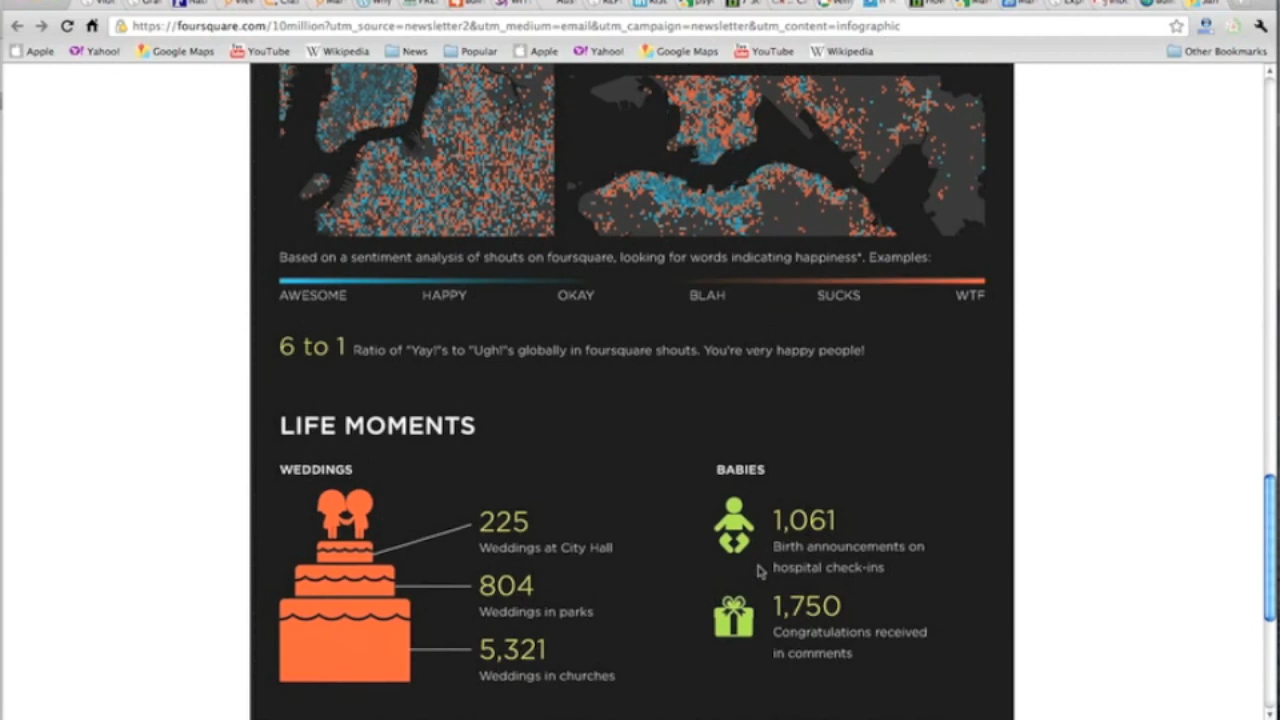 https://foursquare.com/10million?utm_source=newsletter2&utm_medium=email&utm_campaign=newsletter&utm_content=infographic
Apple Yahoo! Google Maps YouTube Wikipedia News Popular Apple Yahoo! Google Maps YouTube Wikipedia Other Bookmarks
Based on a sentiment analysis of shouts on foursquare, looking for words indicating happiness*. Examples:
AWESOME HAPPY OKAY BLAH SUCKS WTF
6 to 1 Ratio of "Yay!"s to "Ugh!"s globally in foursquare shouts. You're very happy people!
LIFE MOMENTS
WEDDINGS
225
Weddings at City Hall
804
Weddings in parks
5,321
Weddings in churches
BABIES
1,061
Birth announcements on
hospital check-ins
1,750
Congratulations received
in comments